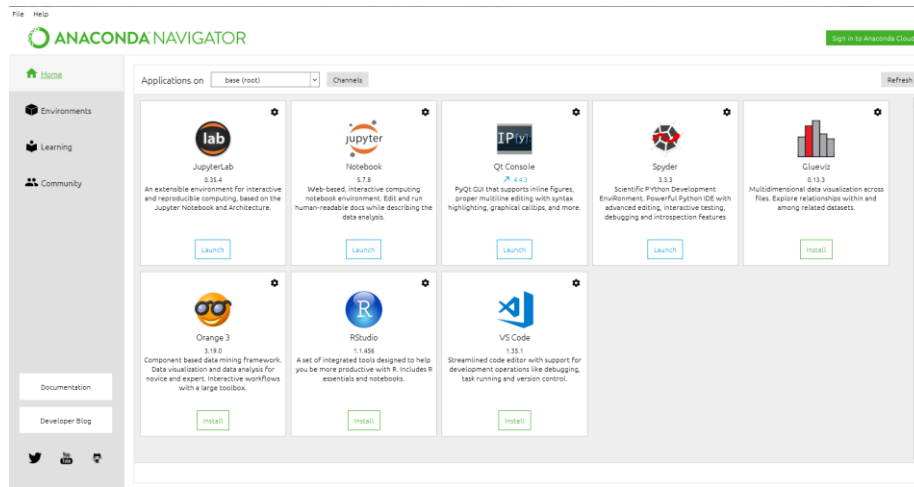 File Help
ANACONDA NAVIGATOR
Sign in to Anaconda Cloud
Home
Environments
Learning
Community
Documentation
Developer Blog
You
Tube
Applications on base (root) Channels
Refresh
lab
JupyterLab
0.35.4
An extensible environment for interactive
and reproducible computing, based on the
Jupyter Notebook and Architecture.
Launch
jupyter
Notebook
5.7.8
Web-based, interactive computing
notebook environment. Edit and run
human-readable docs while describing the
data analysis.
Launch
IP[y]:
Qt Console
4.4.3
PyQt GUI that supports inline figures,
proper multiline editing with syntax
highlighting, graphical calltips, and more.
Launch
Spyder
3.3.3
Scientific PYthon Development
EnviRonment. Powerful Python IDE with
advanced editing, interactive testing,
debugging and introspection features
Launch
Glueviz
0.13.3
Multidimensional data visualization across
files. Explore relationships within and
among related datasets.
Install
Orange 3
3.19.0
Component based data mining framework.
Data visualization and data analysis for
novice and expert. Interactive workflows
with a large toolbox.
Install
R
RStudio
1.1.456
A set of integrated tools designed to help
you be more productive with R. Includes R
essentials and notebooks.
Install
VS Code
1.35.1
Streamlined code editor with support for
development operations like debugging,
task running and version control.
Install